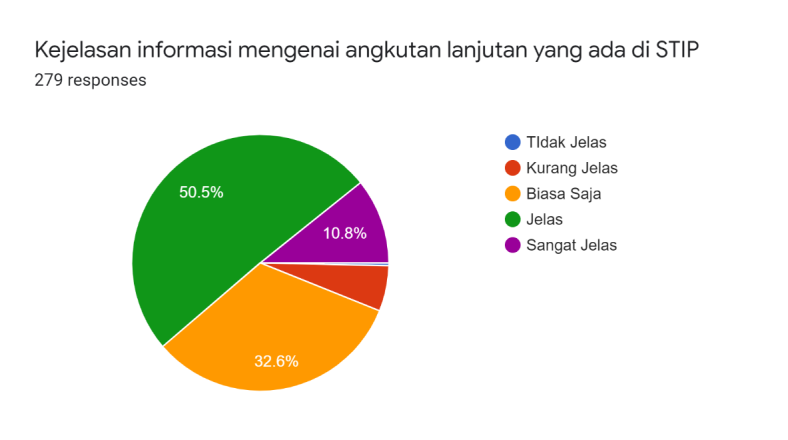 Kejelasan informasi mengenai angkutan lanjutan yang ada di STIP
279 responses
TIdak Jelas
Kurang Jelas
Biasa Saja
Jelas
Sangat Jelas
50.5%
10.8%
32.6%